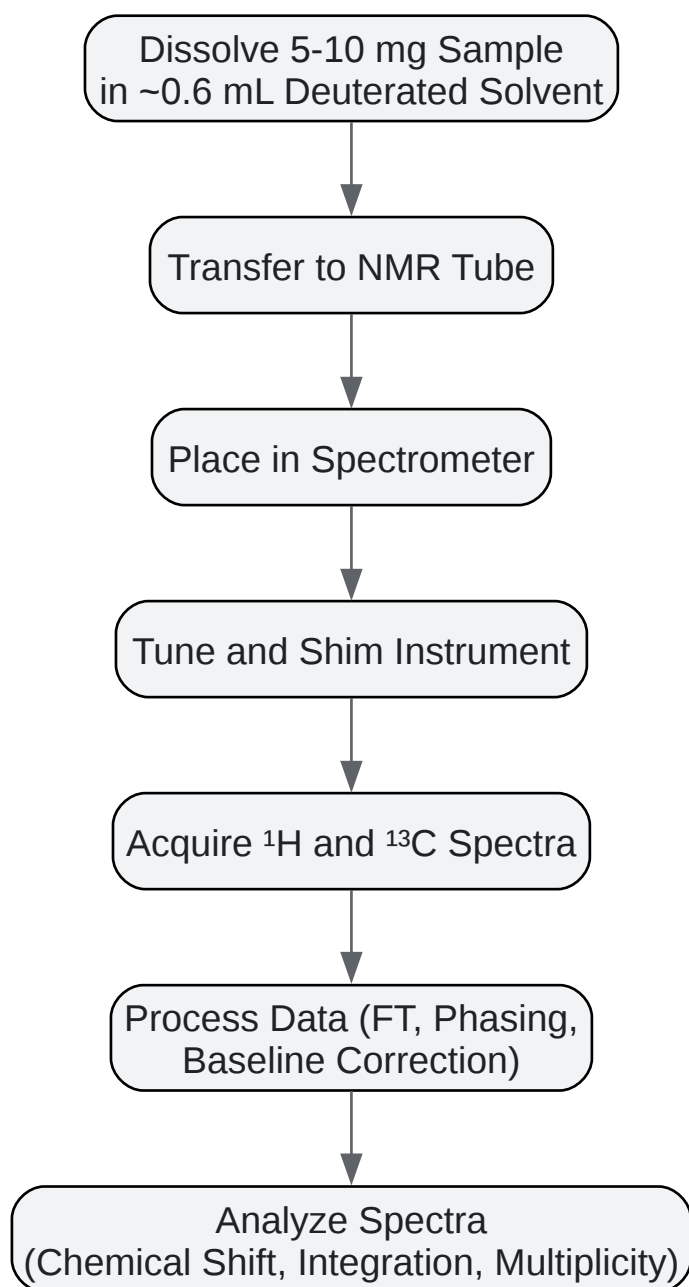 Dissolve 5-10 mg Sample
in ~0.6 mL Deuterated Solvent
Transfer to NMR Tube
Place in Spectrometer
Tune and Shim Instrument
Acquire ¹H and ¹³C Spectra
Process Data (FT, Phasing,
Baseline Correction)
Analyze Spectra
(Chemical Shift, Integration, Multiplicity)